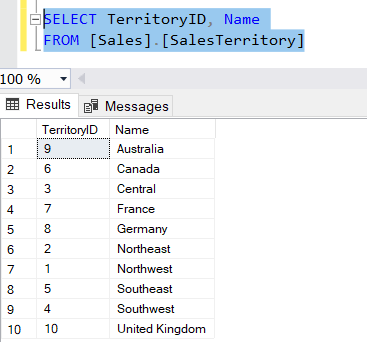 SELECT TerritoryID, Name
FROM [Sales].[SalesTerritory]
100 %
Results Messages
TerritoryID Name
1 9 Australia
2 6 Canada
3 3 Central
4 7 France
5 8 Germany
6 2 Northeast
7 1 Northwest
8 5 Southeast
9 4 Southwest
10 10 United Kingdom